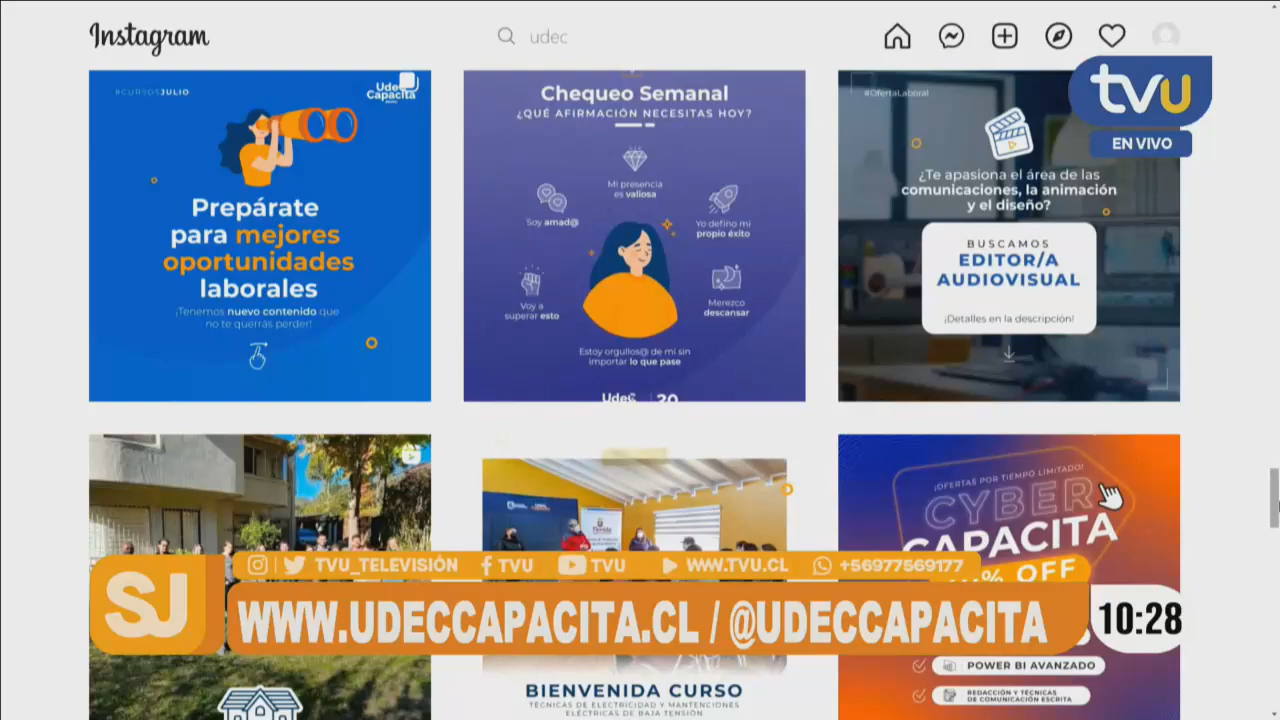 Instagram
udec
tvu
EN VIVO
#CURSOSJULIO
UdeC
Capacita
Prepárate
para mejores
oportunidades
laborales
¡Tenemos nuevo contenido que
no te querrás perder!
Chequeo Semanal
¿QUÉ AFIRMACIÓN NECESITAS HOY?
Mi presencia
es valiosa
Soy amad@
Yo defino mi
propio éxito
Voy a
superar esto
Merezco
descansar
Estoy orgullos@ de mi sin
importar lo que pase
UdeC
#OfertaLaboral
¿Te apasiona el área de las
comunicaciones, la animación
y el diseño?
BUSCAMOS
EDITOR/A
AUDIOVISUAL
¡Detalles en la descripción!
BIENVENIDA CURSO
TÉCNICAS DE ELECTRICIDAD Y MANTENCIONES
ELÉCTRICAS DE BAJA TENSIÓN
¡OFERTAS POR TIEMPO LIMITADO!
CYBER
CAPACITA
% OFF
POWER BI AVANZADO
REDACCIÓN Y TÉCNICAS
DE COMUNICACIÓN ESCRITA
SJ
TVU_TELEVISIÓN
TVU
TVU
WWW.TVU.CL
+56977569177
WWW.UDECCAPACITA.CL / @UDECCAPACITA
10:28